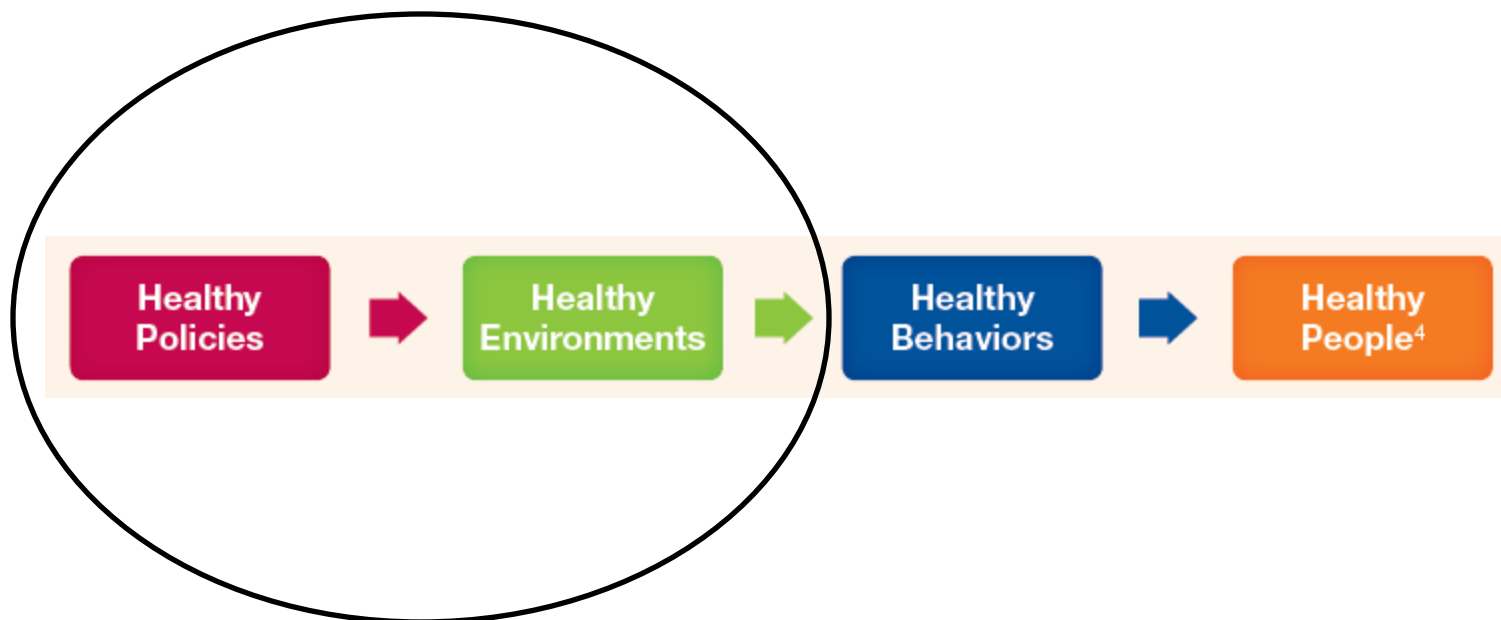 Healthy
Policies
Healthy
Environments
Healthy
Behaviors
Healthy
People⁴